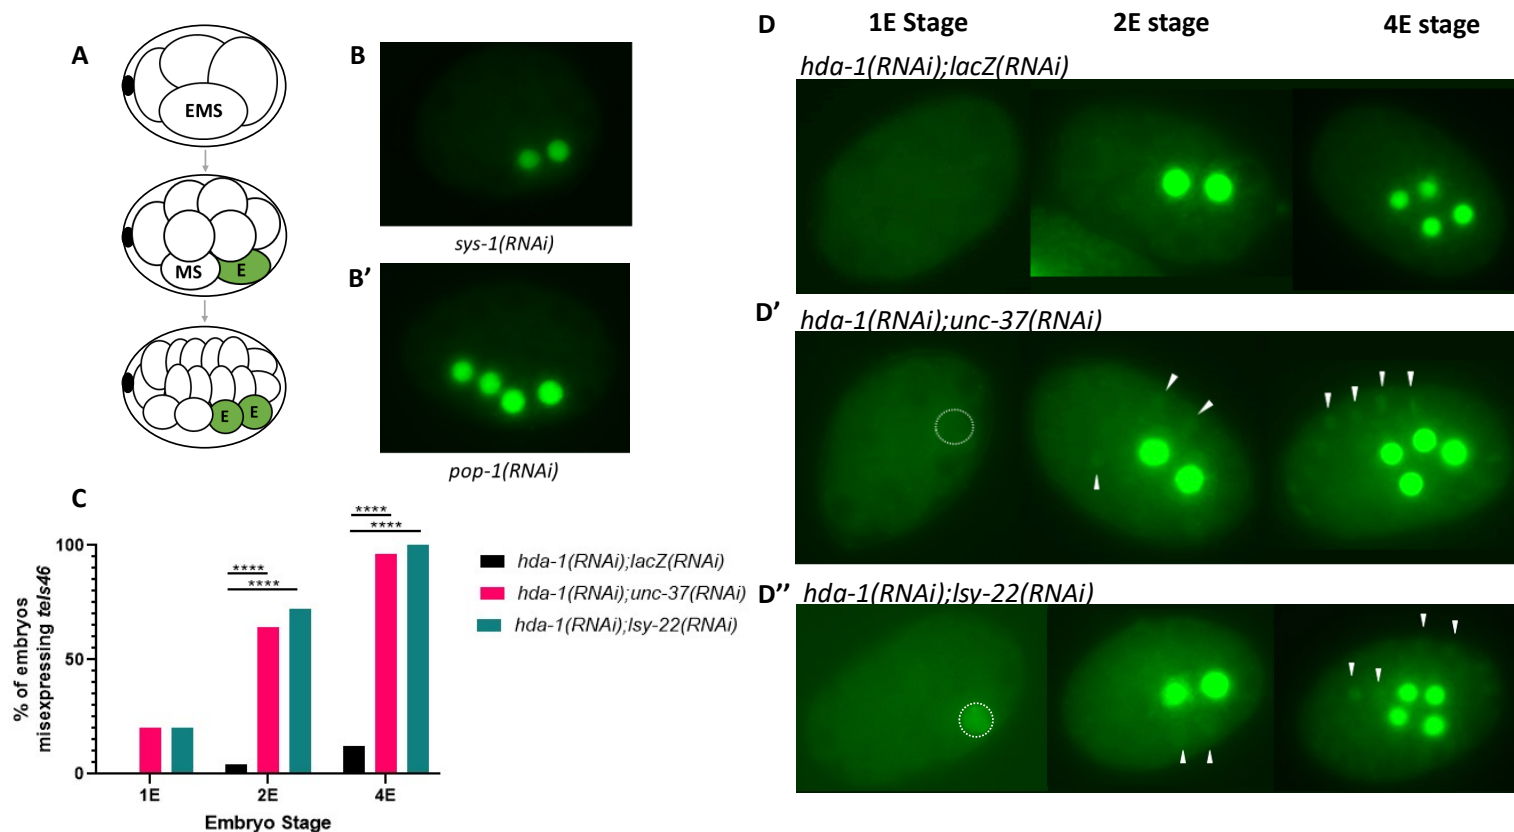 A
EMS
MS
E
E
E
B
sys-1(RNAi)
B'
pop-1(RNAi)
C
% of embryos
misexpressing teIs46
100
50
0
****
****
****
****
1E
2E
4E
Embryo Stage
hda-1(RNAi);lacZ(RNAi)
hda-1(RNAi);unc-37(RNAi)
hda-1(RNAi);lsy-22(RNAi)
D
1E Stage
2E stage
4E stage
hda-1(RNAi);lacZ(RNAi)
D’
hda-1(RNAi);unc-37(RNAi)
D”
hda-1(RNAi);lsy-22(RNAi)